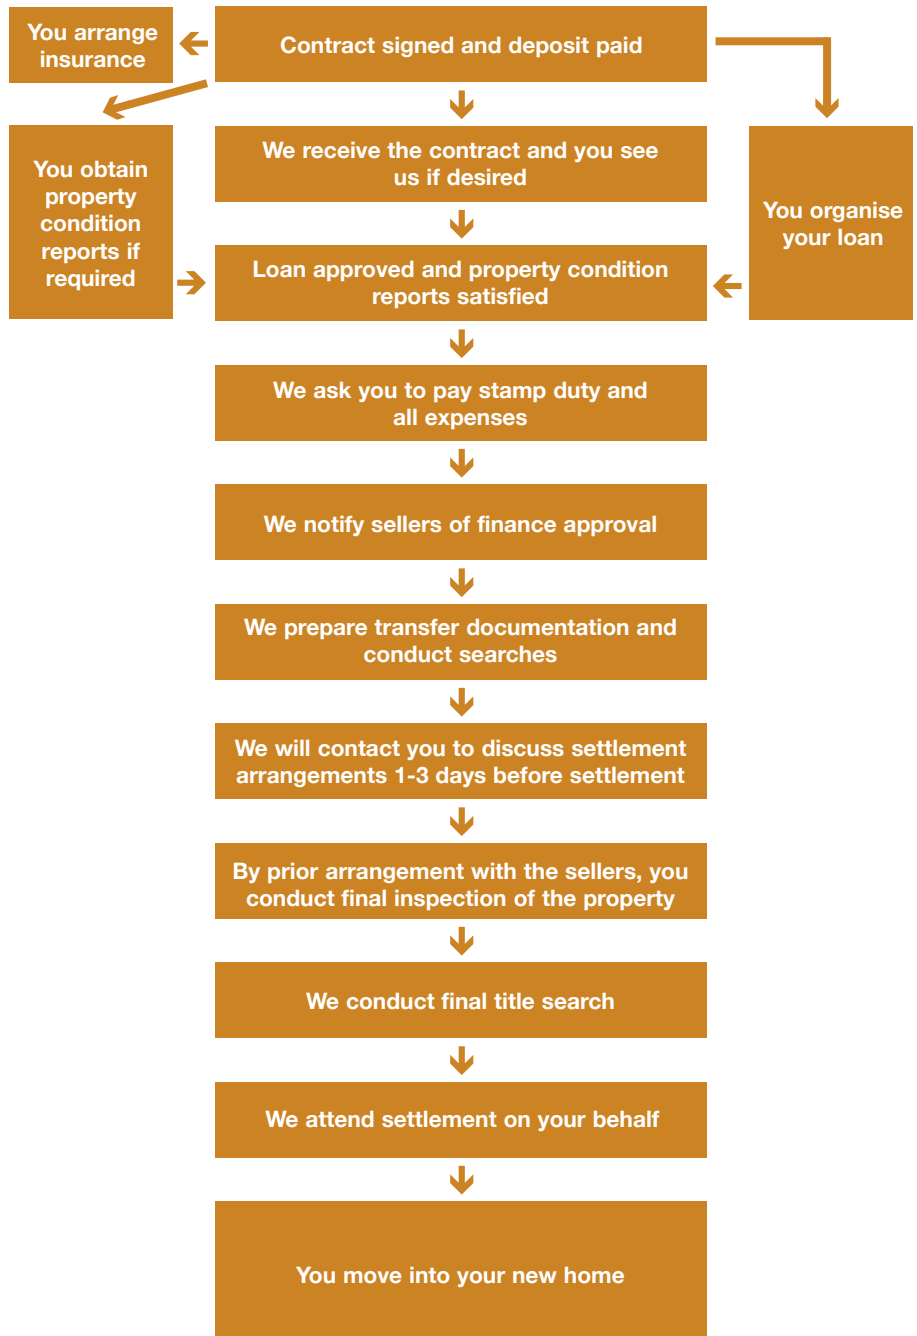 You arrange
insurance
Contract signed and deposit paid
We receive the contract and you see
us if desired
You obtain
property
condition
reports if
required
You organise
your loan
Loan approved and property condition
reports satisfied
We ask you to pay stamp duty and
all expenses
We notify sellers of finance approval
We prepare transfer documentation and
conduct searches
We will contact you to discuss settlement
arrangements 1-3 days before settlement
By prior arrangement with the sellers, you
conduct final inspection of the property
We conduct final title search
We attend settlement on your behalf
You move into your new home